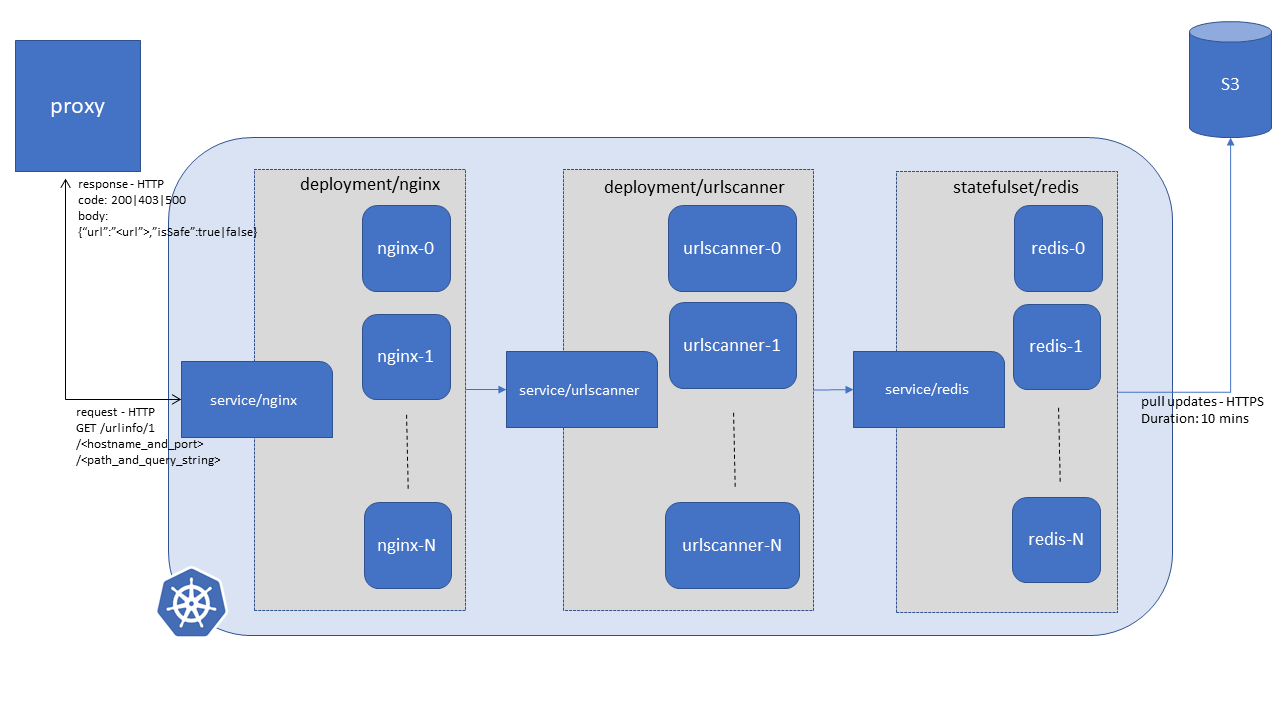 proxy
S3
response - HTTP
code: 200|403|500
body:
{“url”:”<url”>,”isSafe”:true|false}
deployment/nginx
nginx-0
nginx-1
nginx-N
service/nginx
request - HTTP
GET /urlinfo/1
/<hostname_and_port>
/<path_and_query_string>
deployment/urlscanner
urlscanner-0
urlscanner-1
urlscanner-N
service/urlscanner
statefulset/redis
redis-0
redis-1
redis-N
service/redis
pull updates - HTTPS
Duration: 10 mins